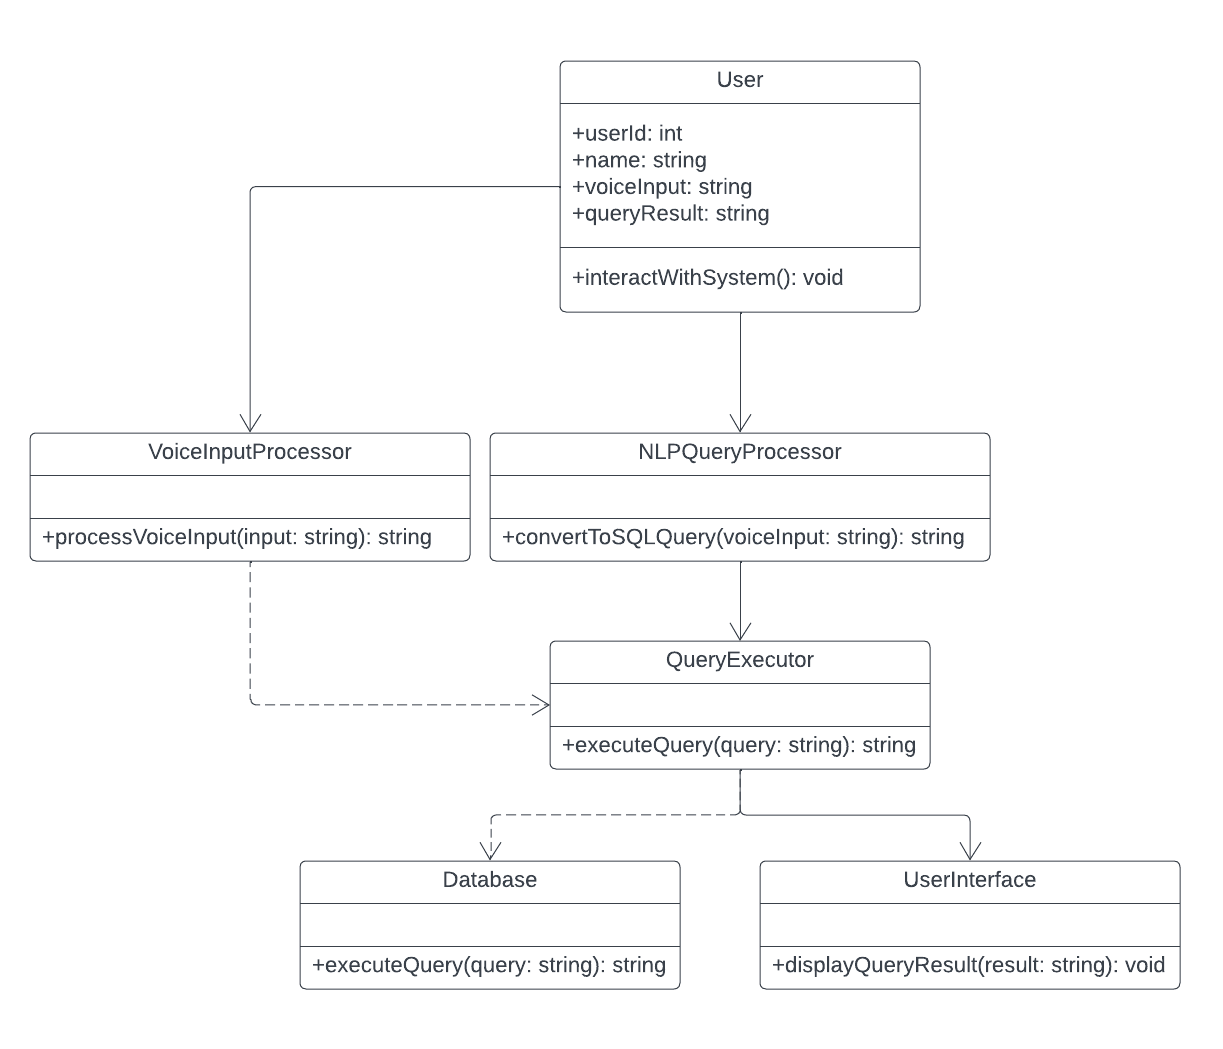 User
+userId: int
+name: string
+voiceInput: string
+queryResult: string
+interactWithSystem(): void
VoiceInputProcessor
+processVoiceInput(input: string): string
NLPQueryProcessor
+convertToSQLQuery(voiceInput: string): string
QueryExecutor
+executeQuery(query: string): string
Database
+executeQuery(query: string): string
UserInterface
+displayQueryResult(result: string): void